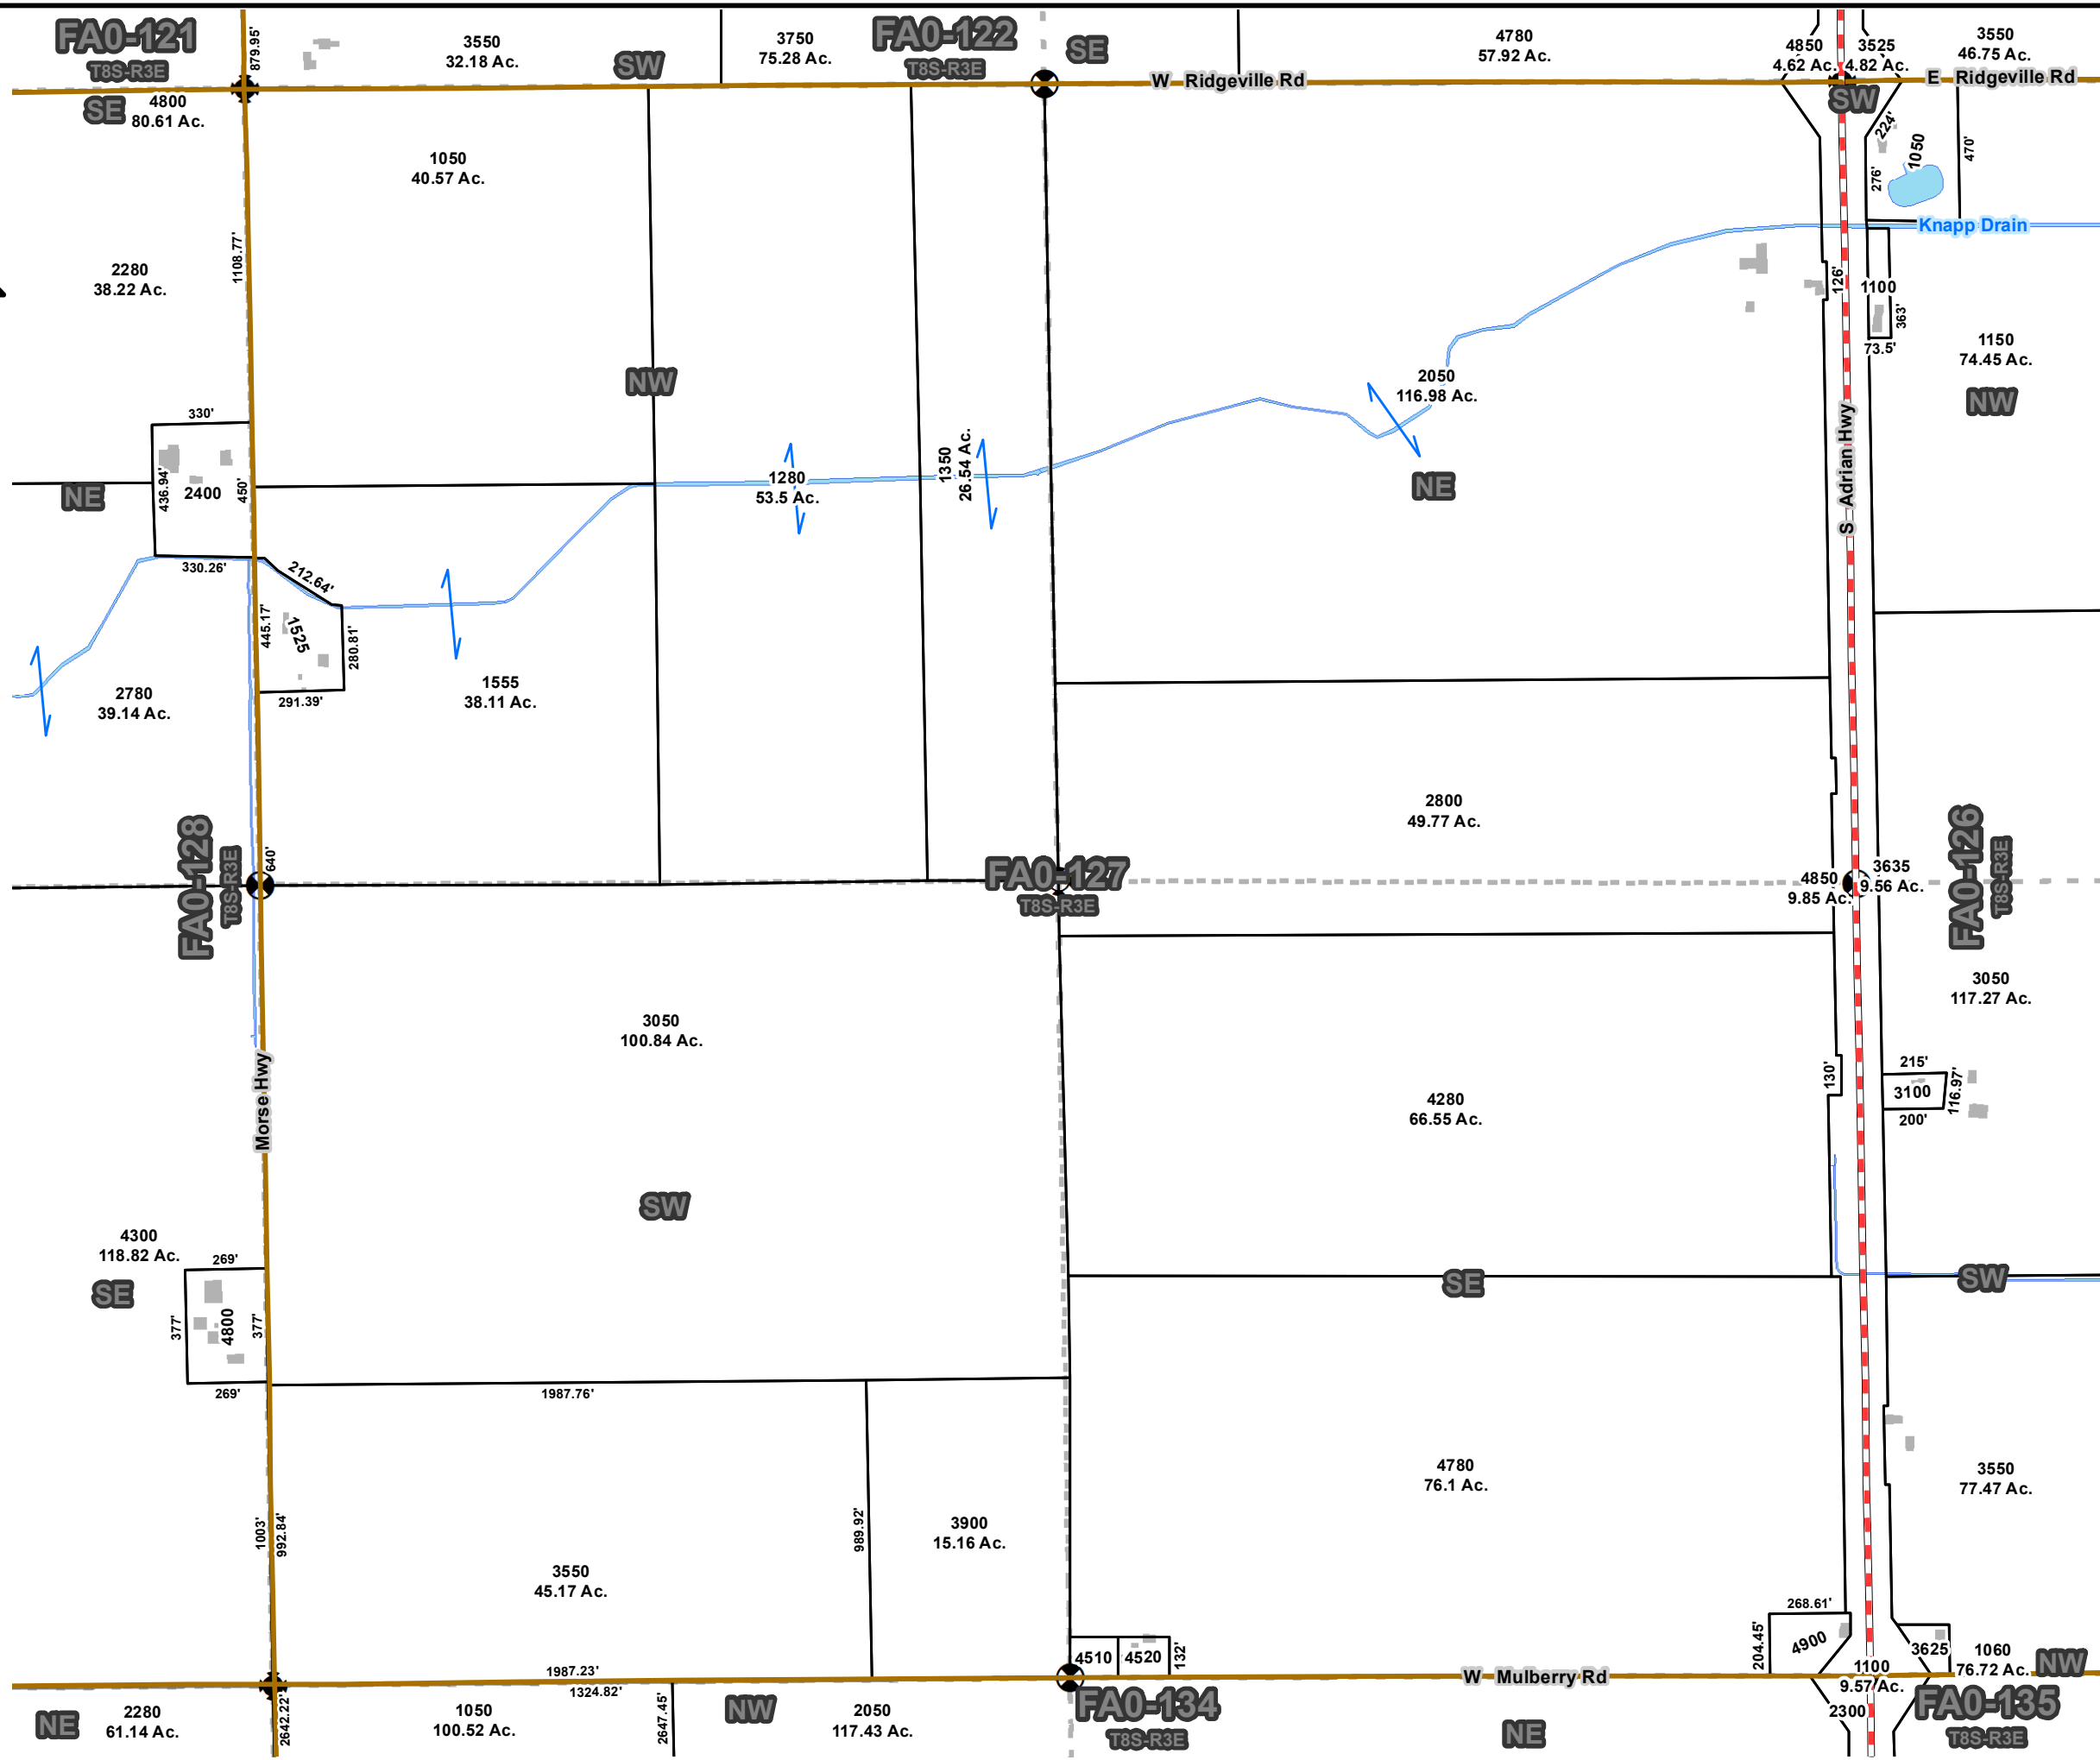 FA0-121
T8S-R3E
879.95'
3550
32.18 Ac.
SW
3750
75.28 Ac.
FA0-122
T8S-R3E
SE
4780
57.92 Ac.
4850
4.62 Ac.
3525
4.82 Ac.
3550
46.75 Ac.
W Ridgeville Rd
E Ridgeville Rd
SE
4800
80.61 Ac.
SW
224'
1050
470'
276'
1050
40.57 Ac.
Knapp Drain
2280
38.22 Ac.
1108.77'
126'
1100
363'
73.5'
1150
74.45 Ac.
NW
NW
2050
116.98 Ac.
330'
436.94'
2400
450'
NE
330.26'
1280
53.5 Ac.
1350
26.54 Ac.
NE
S Adrian Hwy
212.64'
445.17'
1525
280.81'
291.39'
1555
38.11 Ac.
2780
39.14 Ac.
2800
49.77 Ac.
FA0-128
T8S-R3E
640'
FA0-127
T8S-R3E
4850
9.85 Ac.
3635
9.56 Ac.
FA0-126
T8S-R3E
3050
100.84 Ac.
3050
117.27 Ac.
Morse Hwy
4280
66.55 Ac.
130'
215'
3100
116.97'
200'
SW
4300
118.82 Ac.
SE
269'
377'
4800
377'
269'
SE
SW
1987.76'
4780
76.1 Ac.
3550
77.47 Ac.
1003'
992.84'
989.92'
3900
15.16 Ac.
3550
45.17 Ac.
268.61'
204.45'
4900
4510
4520
132'
3625
1060
76.72 Ac.
NW
1987.23'
W Mulberry Rd
1100
9.57 Ac.
1324.82'
2642.22'
2647.45'
NE
2280
61.14 Ac.
1050
100.52 Ac.
NW
2050
117.43 Ac.
FA0-134
T8S-R3E
NE
2300
FA0-135
T8S-R3E